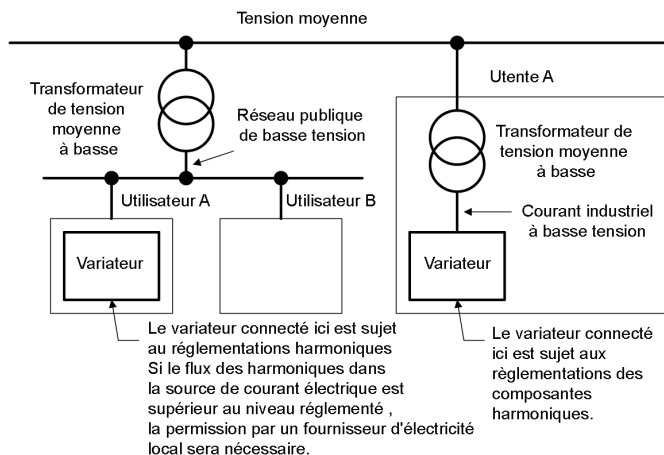 Tension moyenne
Transformateur
de tension
moyenne
à basse
Réseau publique
de basse tension
Utente A
Transformateur de
tension moyenne
à basse
Utilisateur A
Utilisateur B
Courant industriel
à basse tension
Variateur
Variateur
Le variateur connecté ici est sujet
au réglementations harmoniques
Si le flux des harmoniques dans
la source de courant électrique est
supérieur au niveau réglementé ,
la permission par un fournisseur d'électricité
local sera nécessaire.
Le variateur connecté
ici est sujet aux
règlementations des
composantes
harmoniques.